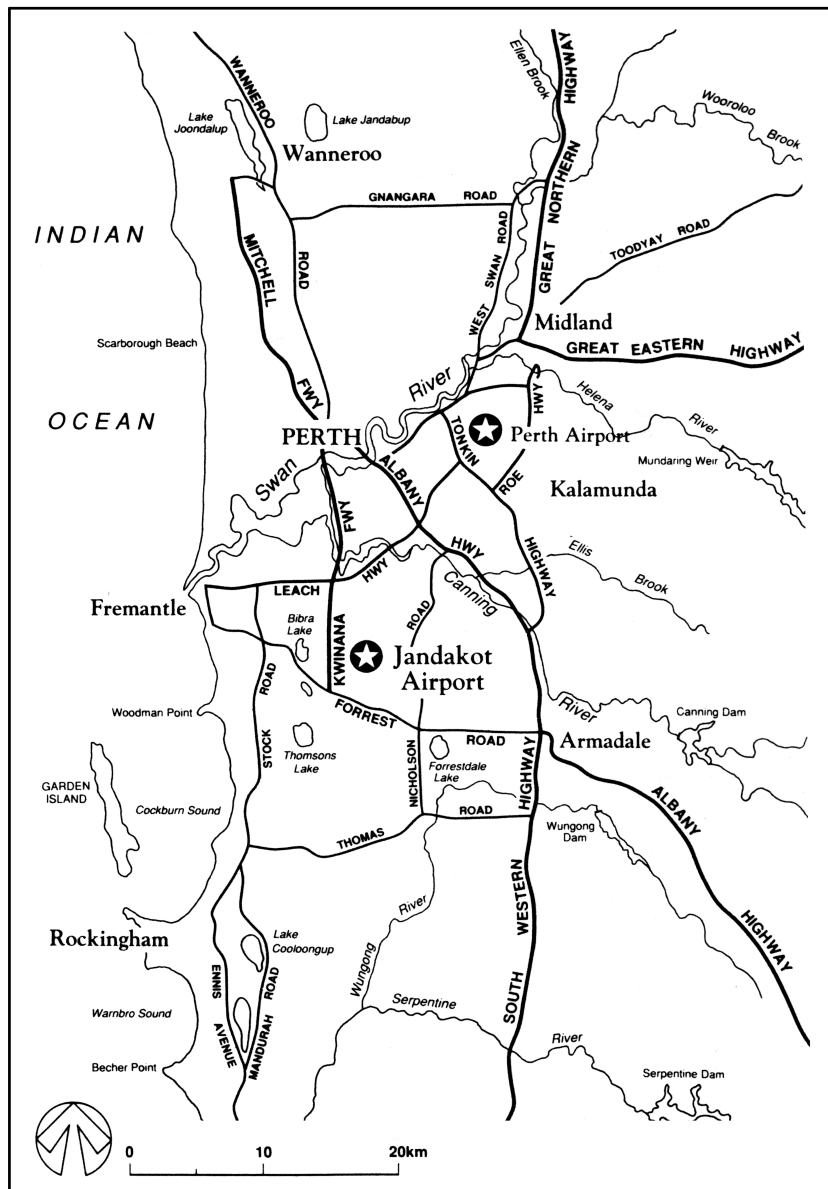 WANNEROO
Ellen Brook
HIGHWAY
Lake
Joondalup
Lake Jandabup
Wooroloo
Brook
Wanneroo
GNANGARA ROAD
NORTHERN
INDIAN
MITCHELL
ROAD
WEST SWAN ROAD
GREAT
TOODYAY ROAD
Midland
Scarborough Beach
GREAT EASTERN HIGHWAY
FWY
River
HWY
Helena
OCEAN
PERTH
TONKIN
Perth Airport
River
ALBANY
Mundaring Weir
Swan
ROE
Kalamunda
FWY
HWY
HIGHWAY
Ellis
HWY
Canning
Brook
LEACH
Fremantle
Bibra
Lake
ROAD
KWINANA
Jandakot
Airport
ROAD
Woodman Point
FORREST
River
Canning Dam
STOCK
Thomsons
Lake
ROAD
Armadale
NICHOLSON
Forrestdale
Lake
HIGHWAY
GARDEN
ISLAND
Cockburn Sound
ALBANY
THOMAS
ROAD
Wungong
Dam
WESTERN
River
Rockingham
Lake
Cooloongup
HIGHWAY
ENNIS
ROAD
Wungong
Serpentine
SOUTH
Warnbro Sound
AVENUE
MANDURAH
River
Becher Point
Serpentine Dam
0 10 20km